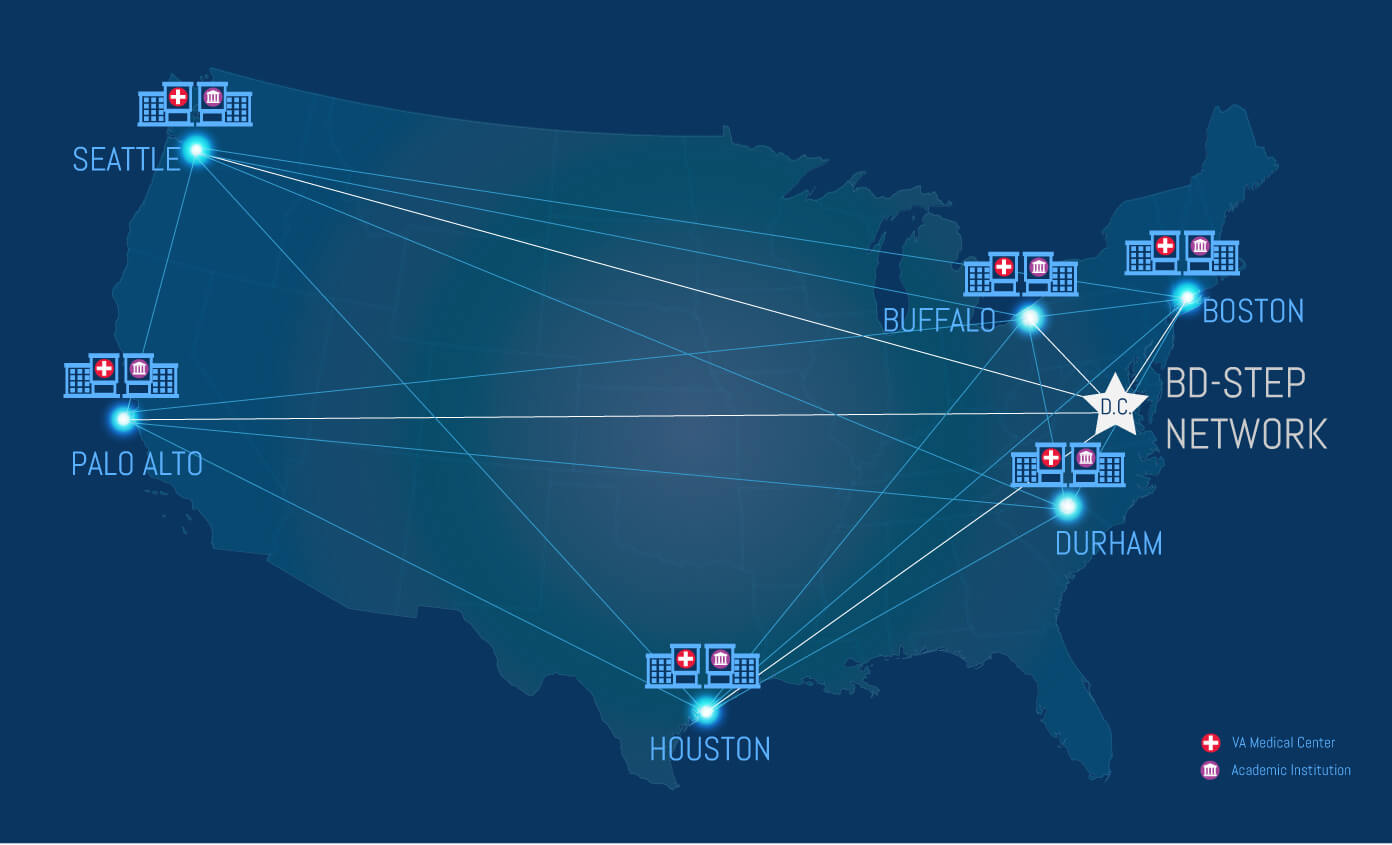 SEATTLE
BUFFALO
BOSTON
D.C.
BD-STEP
NETWORK
PALO ALTO
DURHAM
HOUSTON
VA Medical Center
Academic Institution